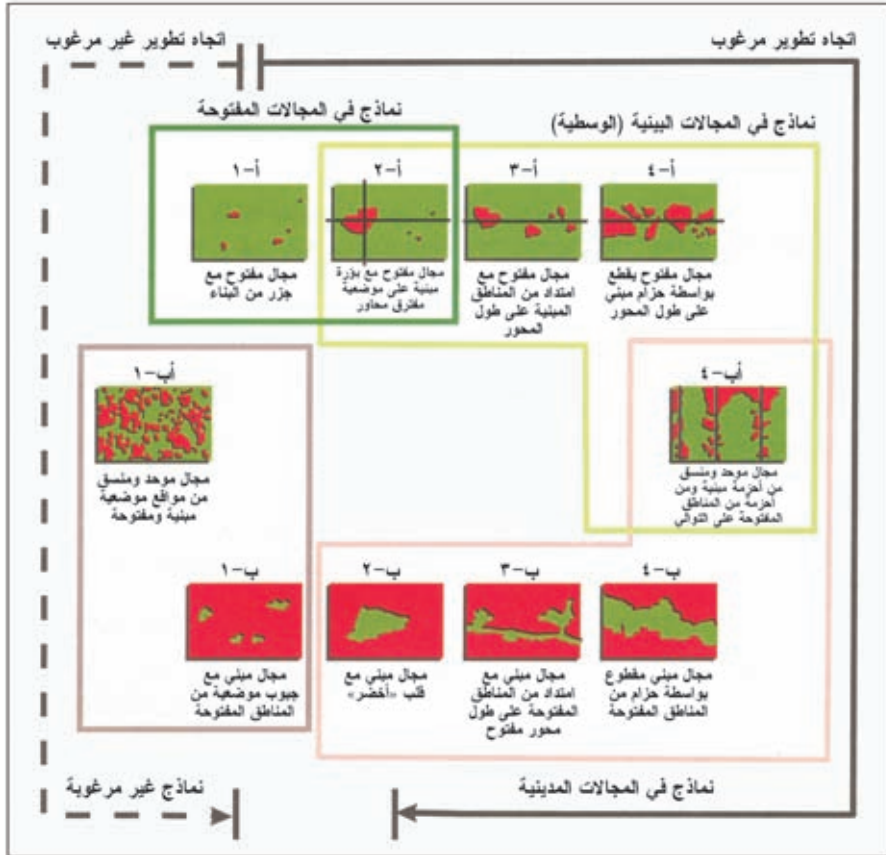 اتجاه تطوير مرغوب
اتجاه تطوير غير مرغوب
نماذج في المجالات المفتوحة
نماذج في المجالات البينية (الوسطية)
أ-٤
مجال مفتوح يقطع
بواسطة حزام مبني
على طول المحور
أ-٣
مجال مفتوح مع
امتداد من المناطق
المبنية على طول
المحور
أ-٢
مجال مفتوح مع بؤرة
مبنية على موضعية
مفترق محاور
أ-١
مجال مفتوح مع
جزر من البناء
أب-٤
مجال موحد ومنسق
من أحزمة مبنية ومن
أحزمة من المناطق
المفتوحة على التوالي
أب-١
مجال موحد ومنسق
من مواقع موضعية
مبنية ومفتوحة
ب-٤
مجال مبني مقطوع
بواسطة حزام من
المناطق المفتوحة
ب-٣
مجال مبني مع
امتداد من المناطق
المفتوحة على طول
محور مفتوح
ب-٢
مجال مبني مع
قلب «أخضر»
ب-١
مجال مبني مع
جيوب موضعية من
المناطق المفتوحة
نماذج في المجالات المدينية
نماذج غير مرغوبة